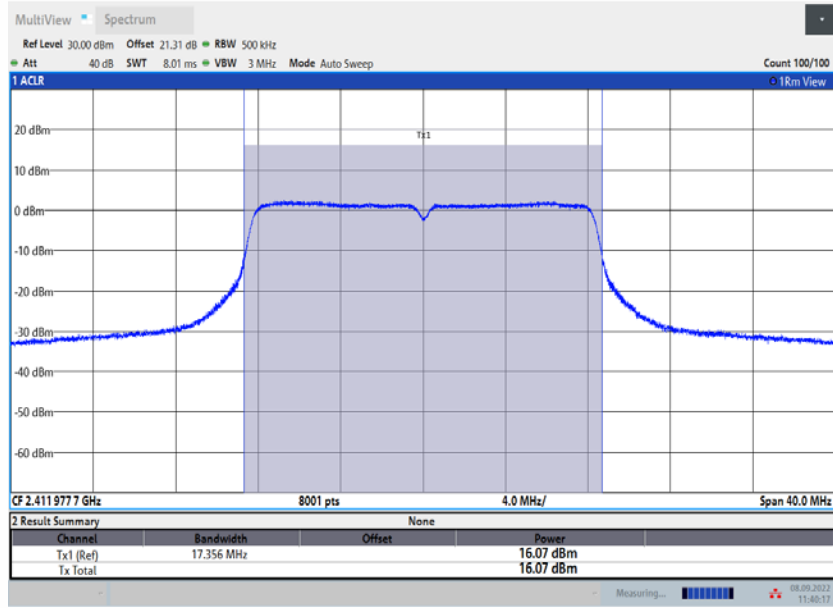 MultiView Spectrum
Ref Level 30.00 dBm Offset 21.31 dB RBW 500 kHz
Att 40 dB SWT 8.01 ms VBW 3 MHz Mode Auto Sweep Count 100/100
1 ACLR 1Rm View
Tx1
20 dBm
10 dBm
0 dBm
-10 dBm
-20 dBm
-30 dBm
-40 dBm
-50 dBm
-60 dBm
CF 2.411 977 7 GHz 8001 pts 4.0 MHz/ Span 40.0 MHz
2 Result Summary None
Channel Bandwidth Offset Power
Tx1 (Ref) 17.356 MHz 16.07 dBm
Tx Total 16.07 dBm
Measuring... 08.09.2022
11:40:17